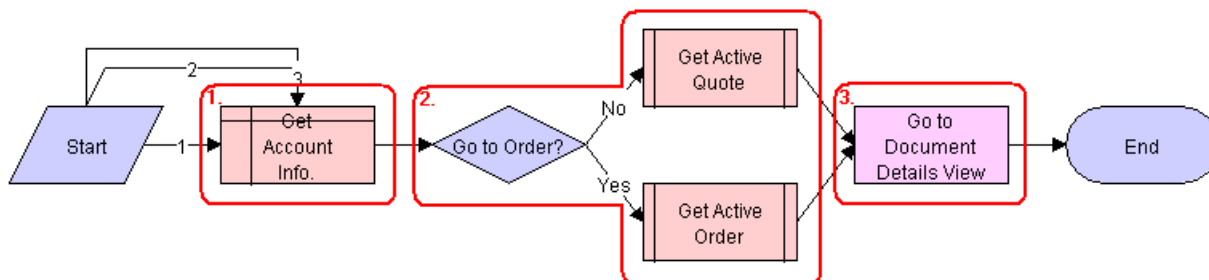 Start
1
2
3
1.
Get
Account
Info.
2.
Go to Order?
No
Yes
Get Active
Quote
Get Active
Order
3.
Go to
Document
Details View
End